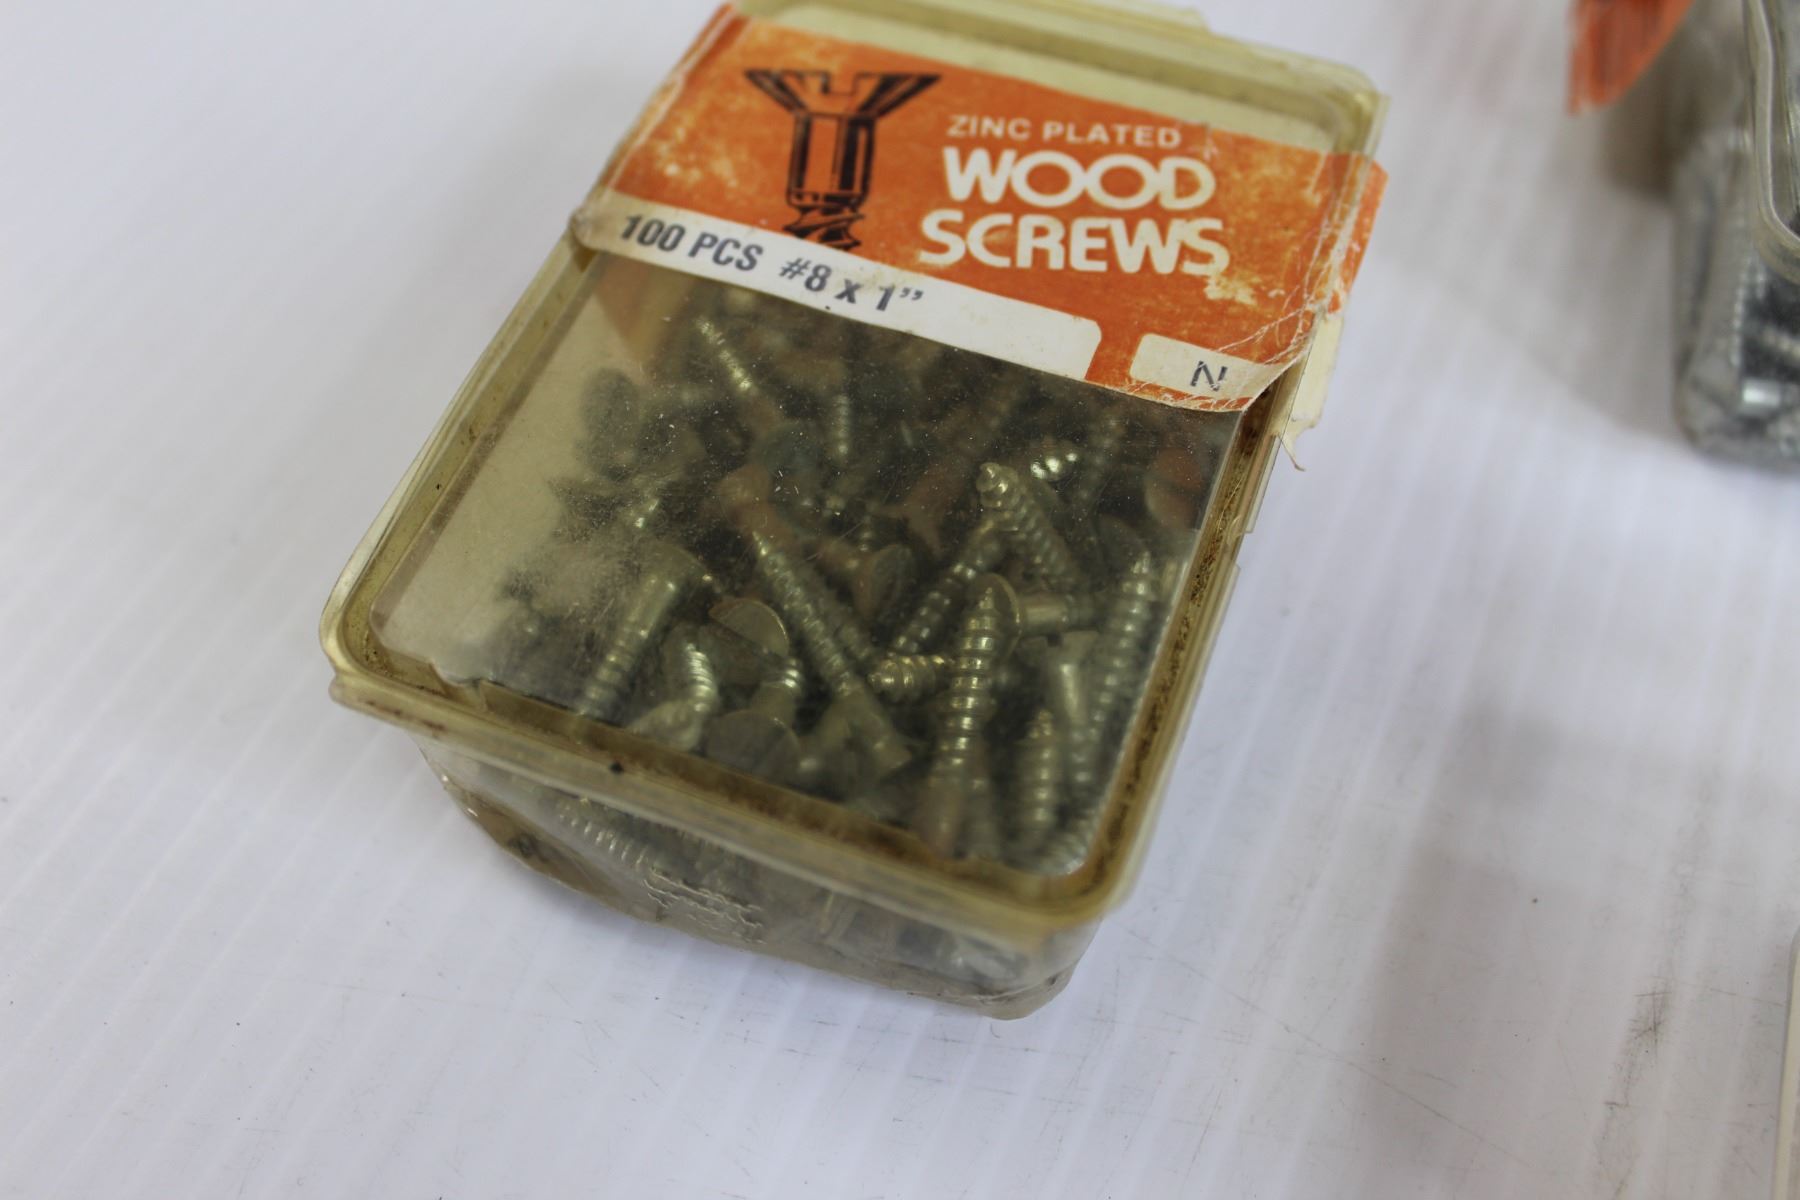 ZINC PLATED
WOOD
SCREWS
100 PCS #8 x 1”
N